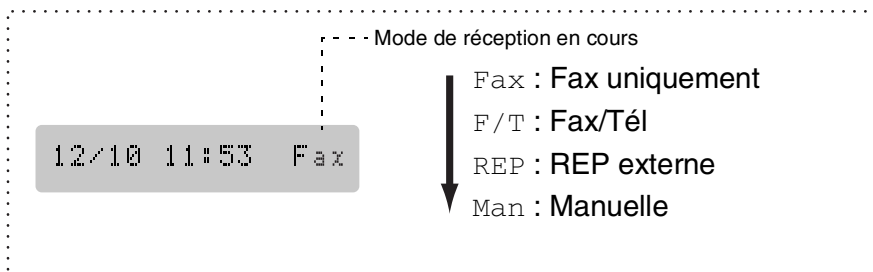 Mode de réception en cours
12/10 11:53 Fax
Fax : Fax uniquement
F/T : Fax/Tél
REP : REP externe
Man : Manuelle